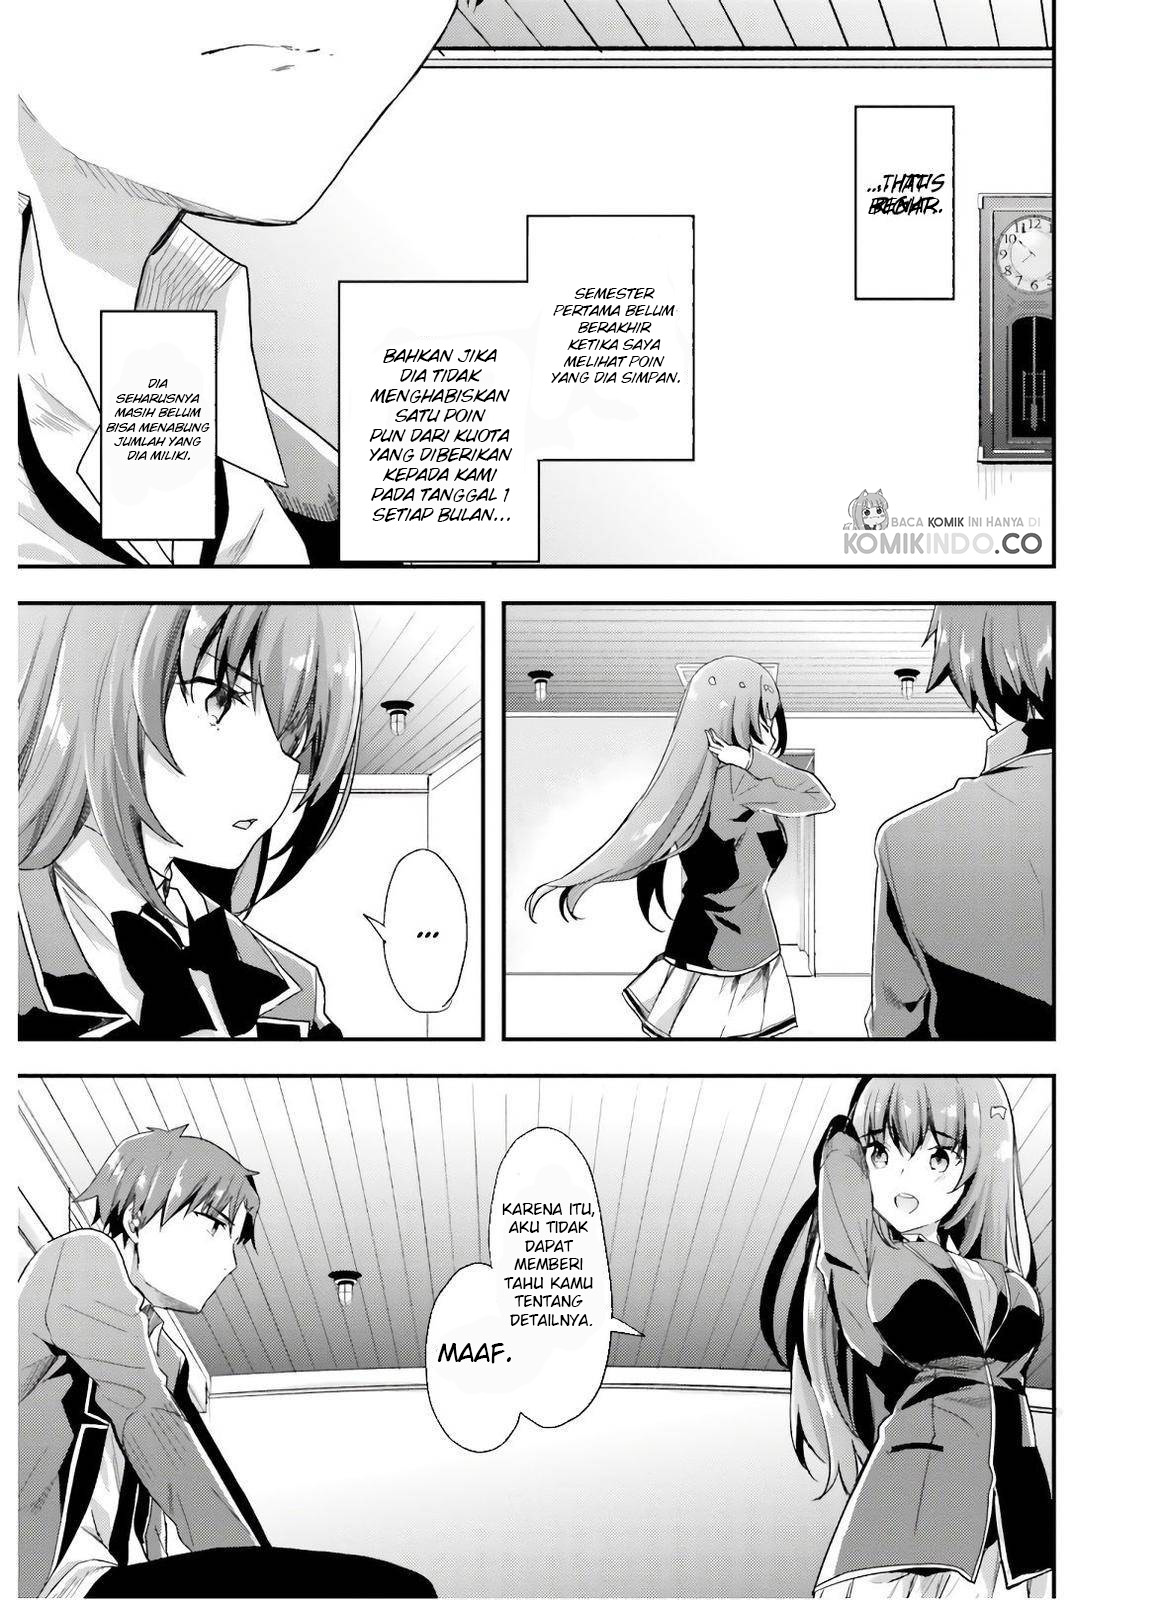 ...THAT'S
SEMESTER
PERTAMA BELUM
BERAKHIR
KETIKA SAYA
MELIHAT POIN
YANG DIA SIMPAN.
BAHKAN JIKA
DIA TIDAK
MENGHABISKAN
SATU POIN
PUN DARI KUOTA
YANG DIBERIKAN
KEPADA KAMI
PADA TANGGAL 1
SETIAP BULAN...
DIA
SEHARUSNYA
MASIH BELUM
BISA MENABUNG
JUMLAH YANG
DIA MILIKI.
BACA KOMIK INI HANYA DI
KOMIKINDO.CO
...
KARENA ITU,
AKU TIDAK
DAPAT
MEMBERI
TAHU KAMU
TENTANG
DETAILNYA.
MAAF.